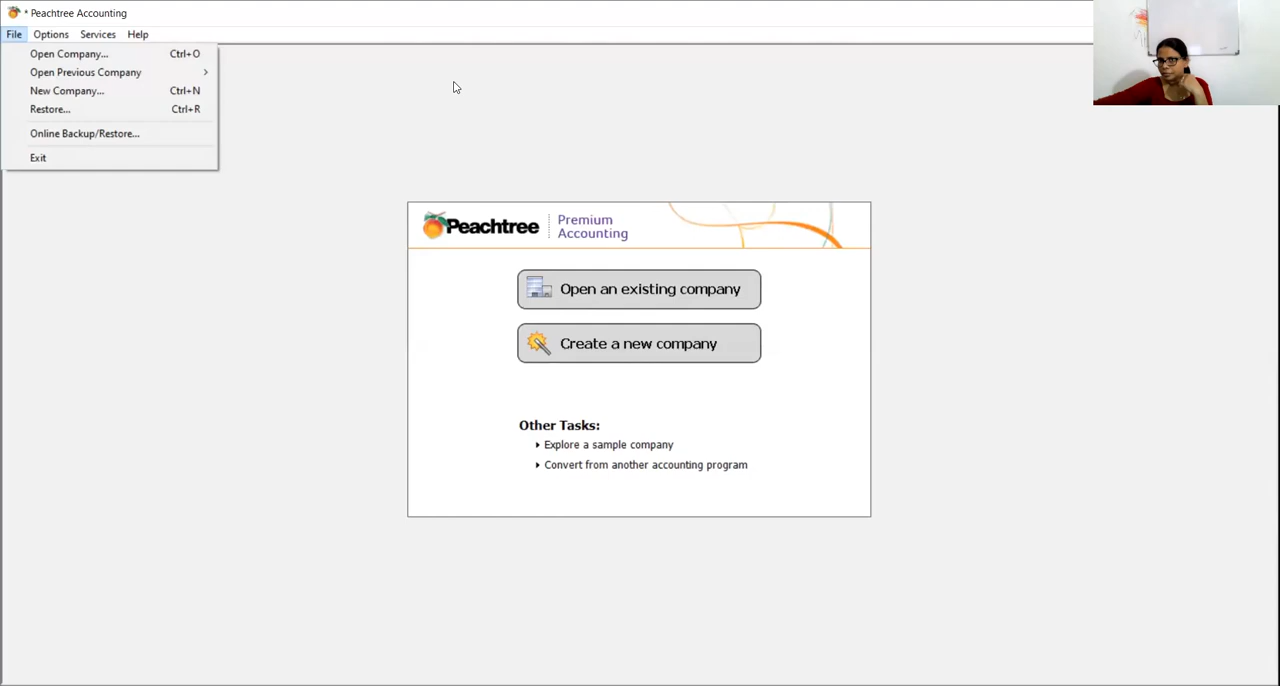 * Peachtree Accounting
File Options Services Help
Open Company... Ctrl+O
Open Previous Company
New Company... Ctrl+N
Restore... Ctrl+R
Online Backup/Restore...
Exit
Peachtree Premium Accounting
Open an existing company
Create a new company
Other Tasks:
Explore a sample company
Convert from another accounting program